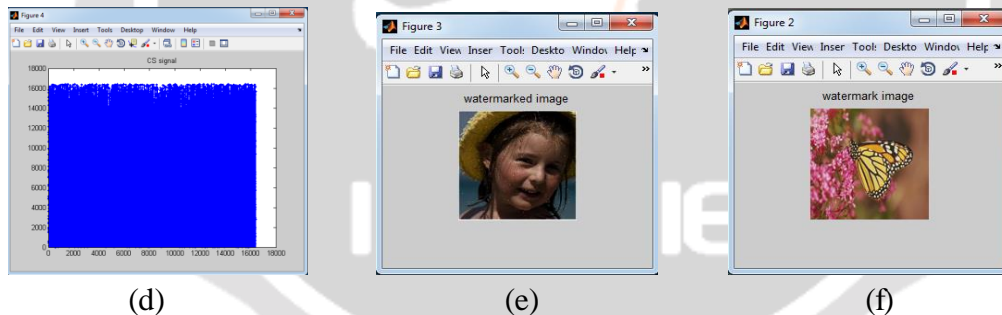 Figure 4
File Edit View Insert Tools Desktop Window Help
CS signal
18000
16000
14000
12000
10000
8000
6000
4000
2000
0
0 2000 4000 6000 8000 10000 12000 14000 16000 18000
(d)
Figure 3
File Edit View Inser Tools Deskto Window Help
watermarked image
(e)
Figure 2
File Edit View Inser Tools Deskto Window Help
watermark image
(f)